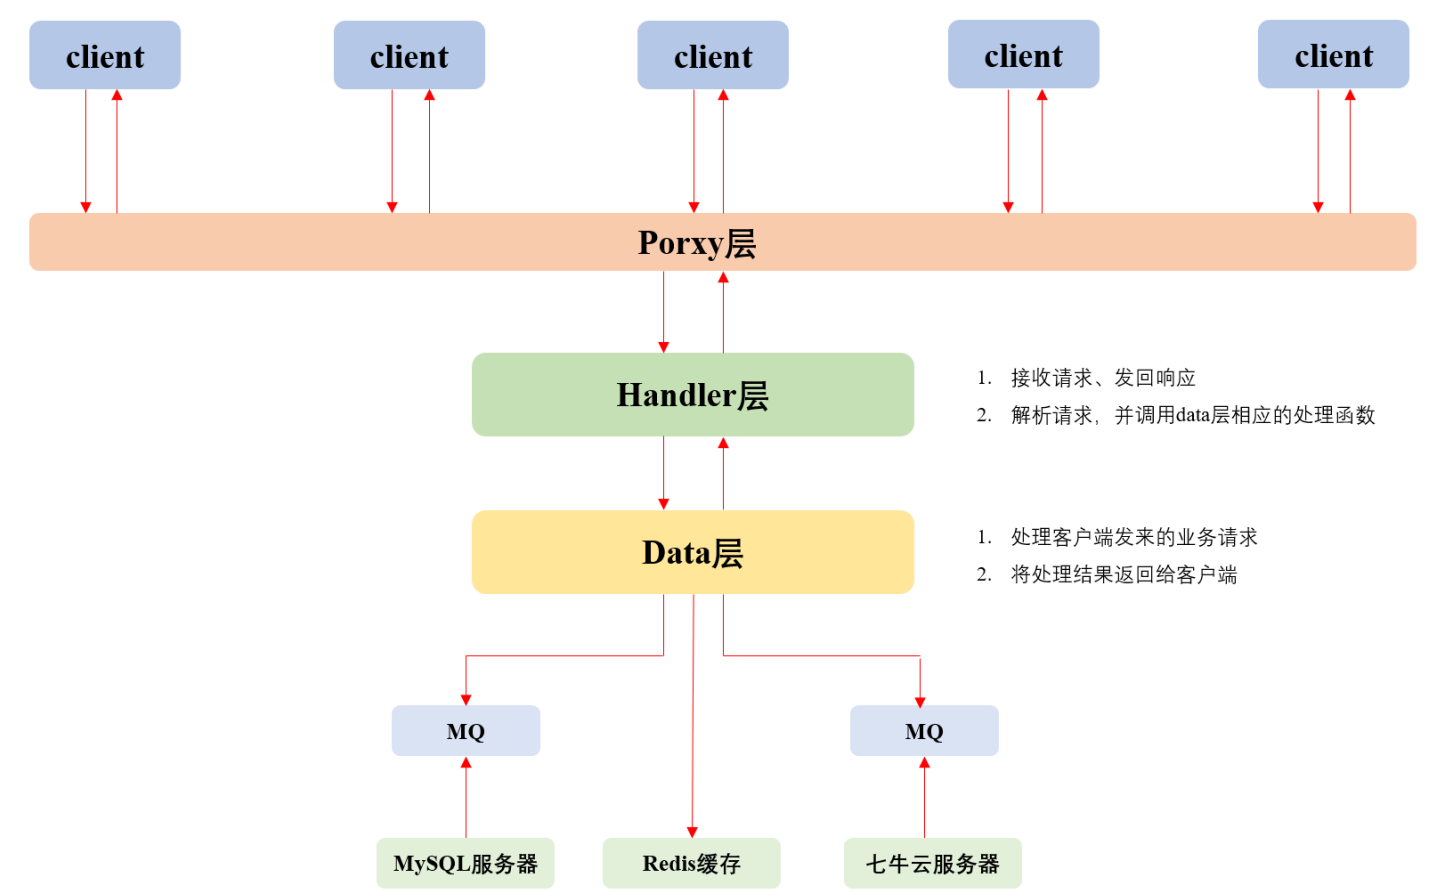 client
client
client
client
client
Porxy层
Handler层
1. 接收请求、发回响应
2. 解析请求，并调用data层相应的处理函数
Data层
1. 处理客户端发来的业务请求
2. 将处理结果返回给客户端
MQ
MQ
MySQL服务器
Redis缓存
七牛云服务器